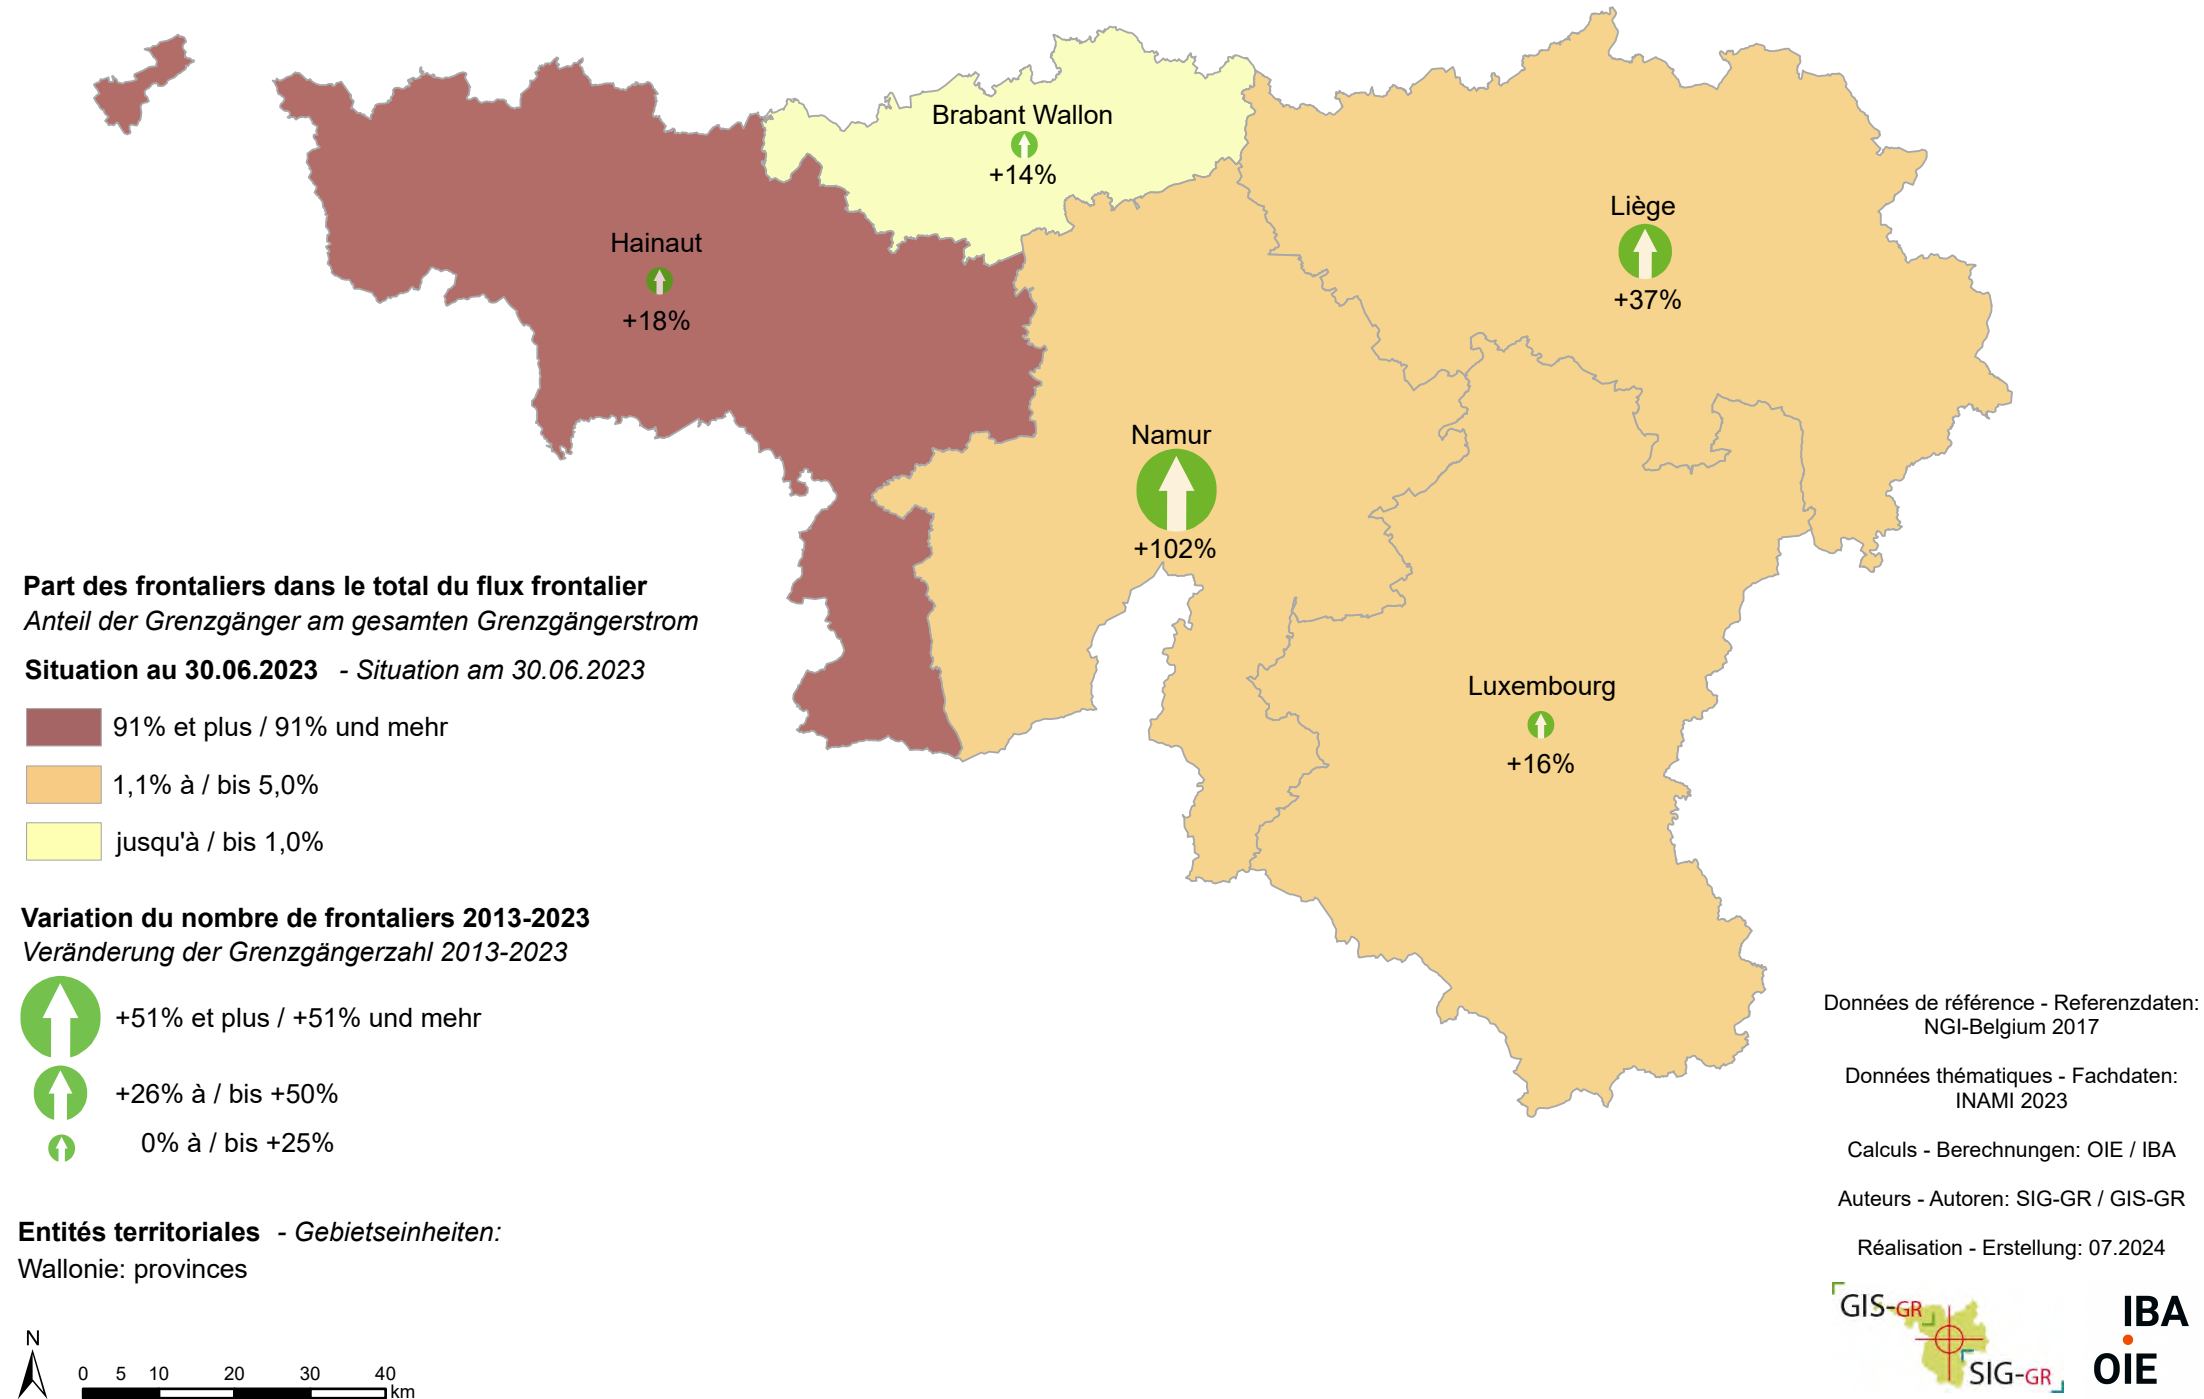 Brabant Wallon
+14%
Liège
+37%
Hainaut
+18%
Namur
+102%
Luxembourg
+16%
Part des frontaliers dans le total du flux frontalier
Anteil der Grenzgänger am gesamten Grenzgängerstrom
Situation au 30.06.2023 - Situation am 30.06.2023
91% et plus / 91% und mehr
1,1% à / bis 5,0%
jusqu'à / bis 1,0%
Variation du nombre de frontaliers 2013-2023
Veränderung der Grenzgängerzahl 2013-2023
+51% et plus / +51% und mehr
+26% à / bis +50%
0% à / bis +25%
Entités territoriales - Gebietseinheiten:
Wallonie: provinces
N
0 5 10 20 30 40
km
Données de référence - Referenzdaten:
NGI-Belgium 2017
Données thématiques - Fachdaten:
INAMI 2023
Calculs - Berechnungen: OIE / IBA
Auteurs - Autoren: SIG-GR / GIS-GR
Réalisation - Erstellung: 07.2024
GIS-GR
SIG-GR
IBA
OIE